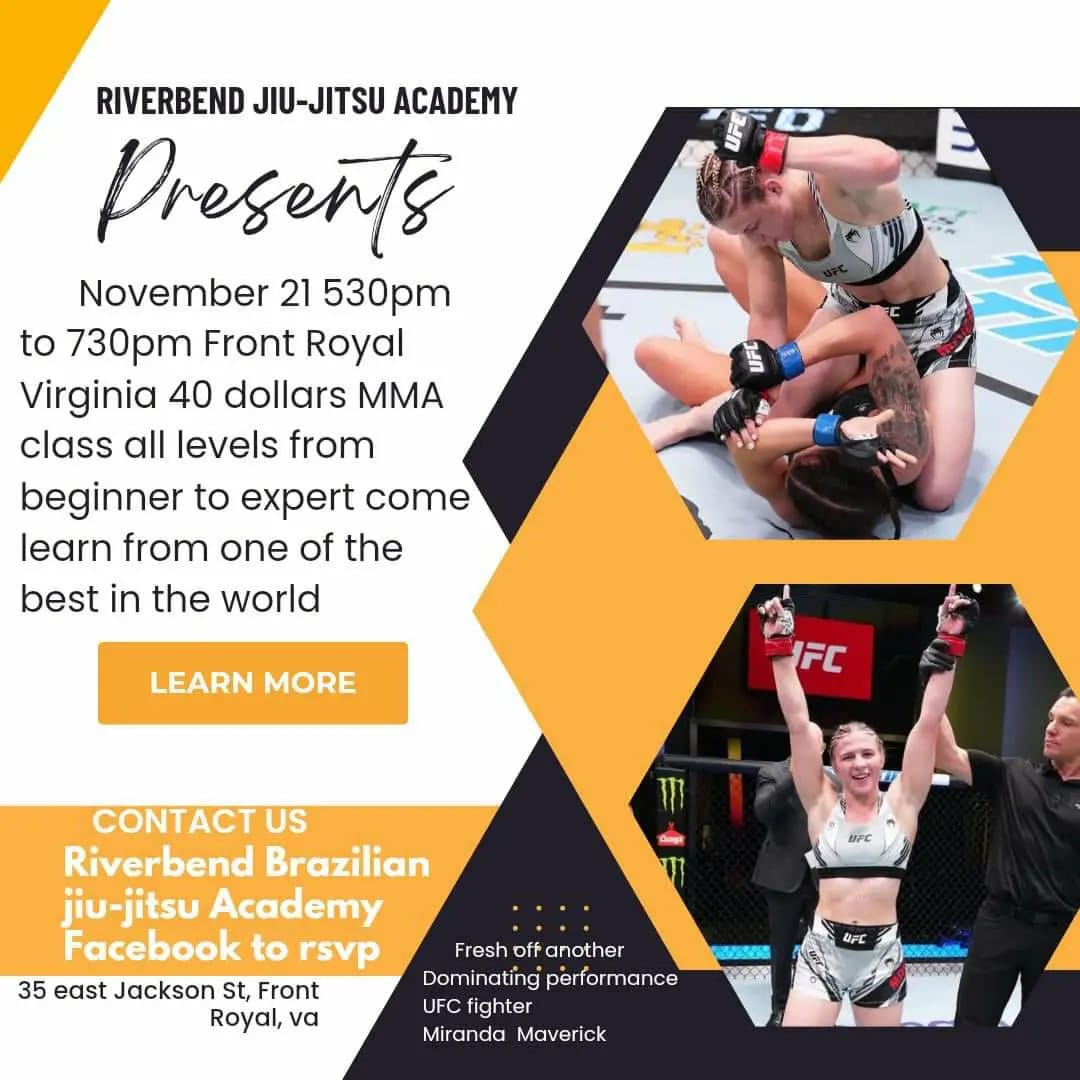 RIVERBEND JIU-JITSU ACADEMY
Presents
November 21 530pm
to 730pm Front Royal
Virginia 40 dollars MMA
class all levels from
beginner to expert come
learn from one of the
best in the world
LEARN MORE
CONTACT US
Riverbend Brazilian
jiu-jitsu Academy
Facebook to rsvp
35 east Jackson St, Front
Royal, va
Fresh off another
Dominating performance
UFC fighter
Miranda Maverick
UFC
UFC
UFC
UFC
UFC
UFC
UFC